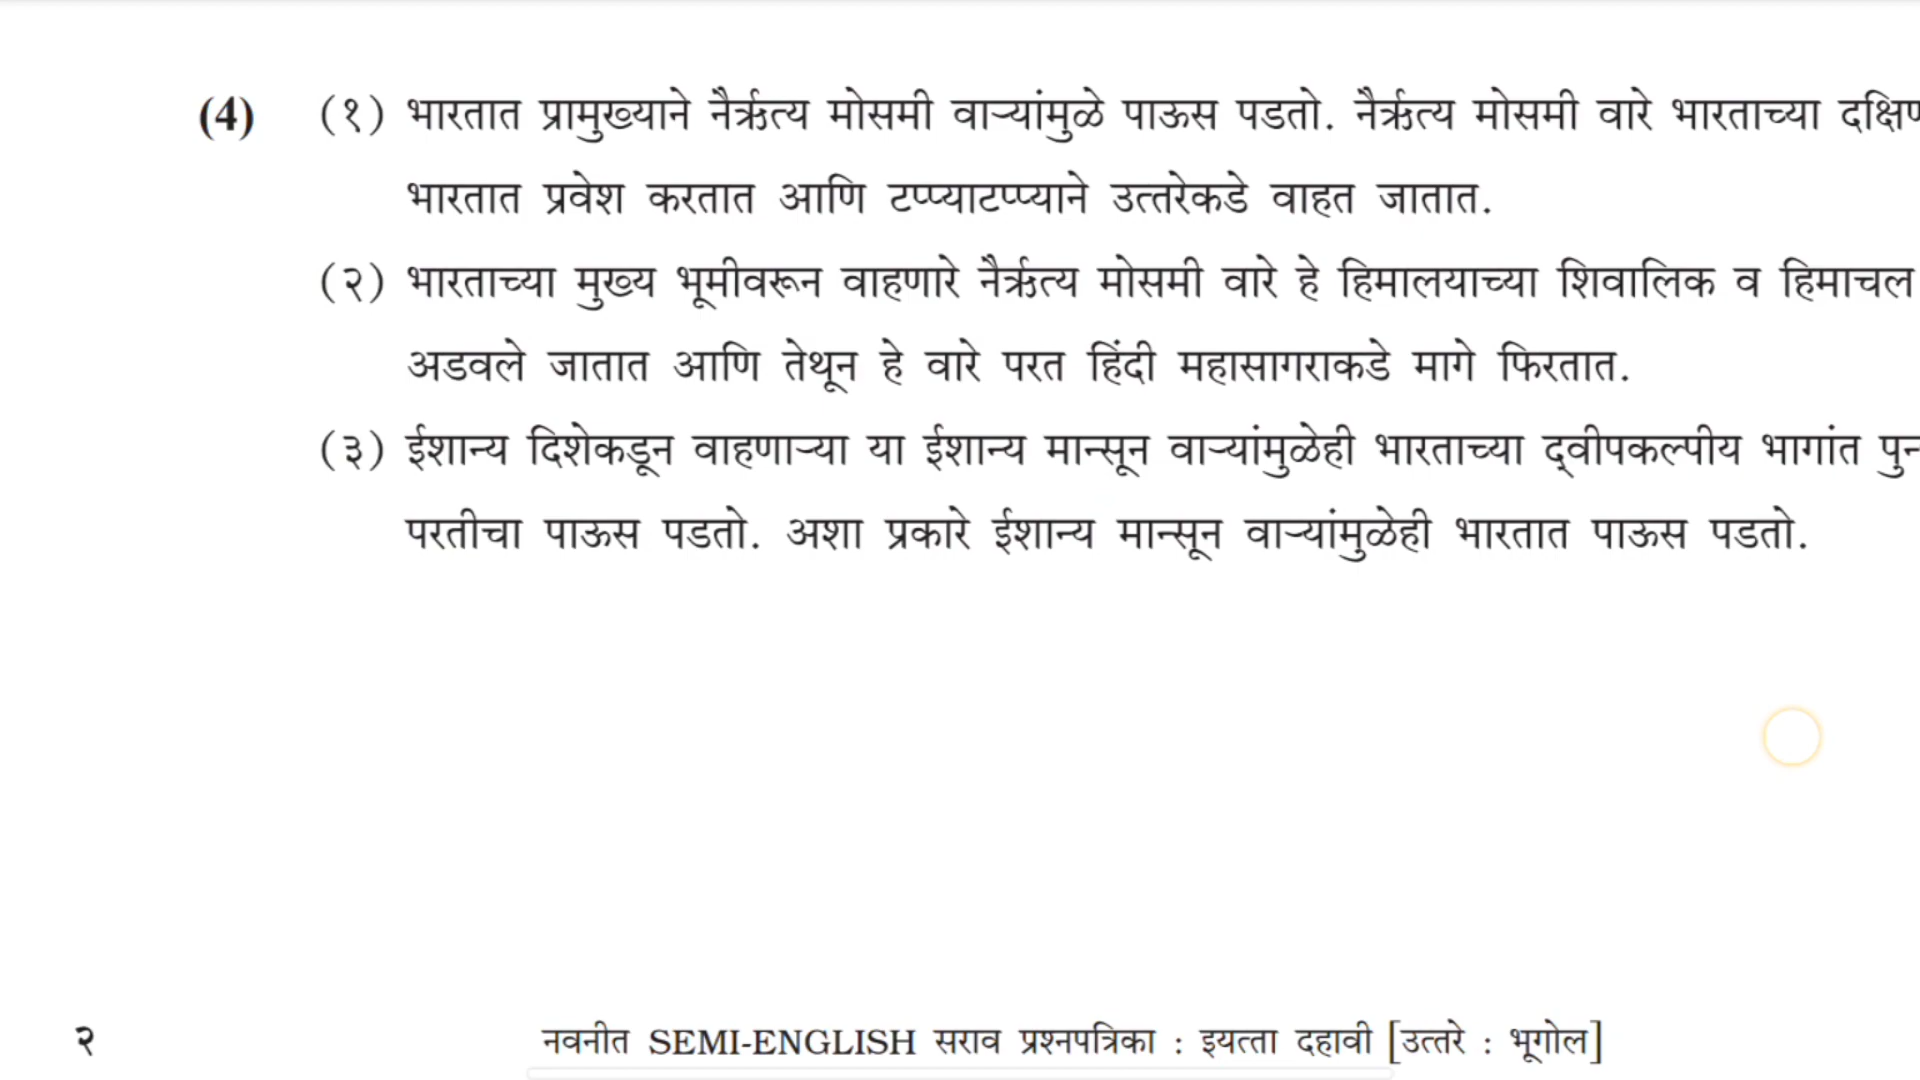 (4) (१) भारतात प्रामुख्याने नैर्ऋत्य मोसमी वाऱ्यांमुळे पाऊस पडतो. नैर्ऋत्य मोसमी वारे भारताच्या
भारतात प्रवेश करतात आणि टप्प्याटप्प्याने उत्तरेकडे वाहत जातात.
(२) भारताच्या मुख्य भूमीवरून वाहणारे नैर्ऋत्य मोसमी वारे हे हिमालयाच्या शिवालिक व हिमाचल
अडवले जातात आणि तेथून हे वारे परत हिंदी महासागराकडे मागे फिरतात.
(३) ईशान्य दिशेकडून वाहणाऱ्या या ईशान्य मान्सून वाऱ्यांमुळेही भारताच्या द्वीपकल्पीय भागांत
परतीचा पाऊस पडतो. अशा प्रकारे ईशान्य मान्सून वाऱ्यांमुळेही भारतात पाऊस पडतो.
२ नवनीत SEMI-ENGLISH सराव प्रश्नपत्रिका : इयत्ता दहावी [उत्तरे : भूगोल]